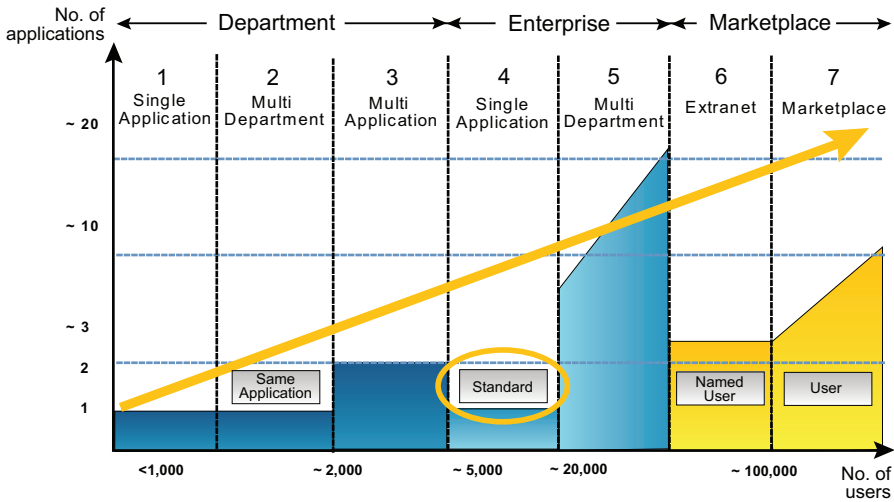 No. of
applications
Department
Enterprise
Marketplace
1
Single
Application
2
Multi
Department
3
Multi
Application
4
Single
Application
5
Multi
Department
6
Extranet
7
Marketplace
~ 20
~ 10
~ 3
2
1
Same
Application
Standard
Named
User
User
<1,000
~ 2,000
~ 5,000
~ 20,000
~ 100,000
No. of
users